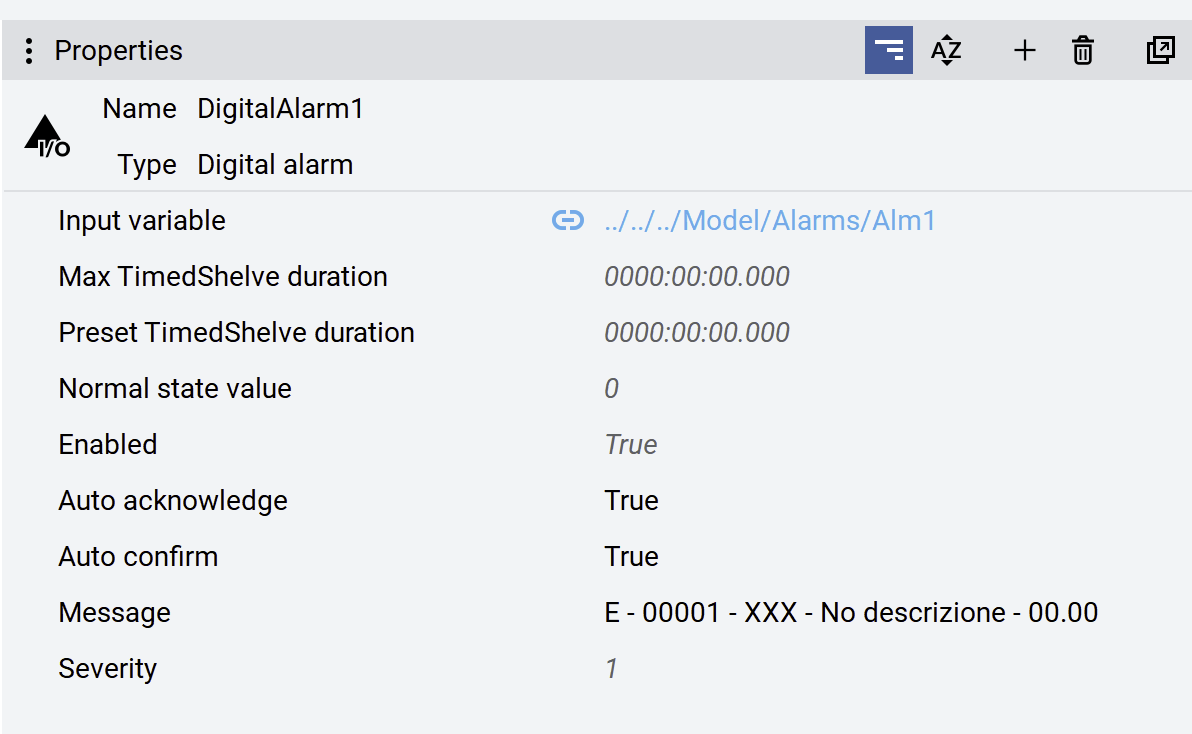 Properties AZ
Name DigitalAlarm1
I/O
Type Digital alarm
Input variable ../../../Model/Alarms/Alm1
Max TimedShelve duration 0000:00:00.000
Preset TimedShelve duration 0000:00:00.000
Normal state value 0
Enabled True
Auto acknowledge True
Auto confirm True
Message E - 00001 - XXX - No descrizione - 00.00
Severity 1